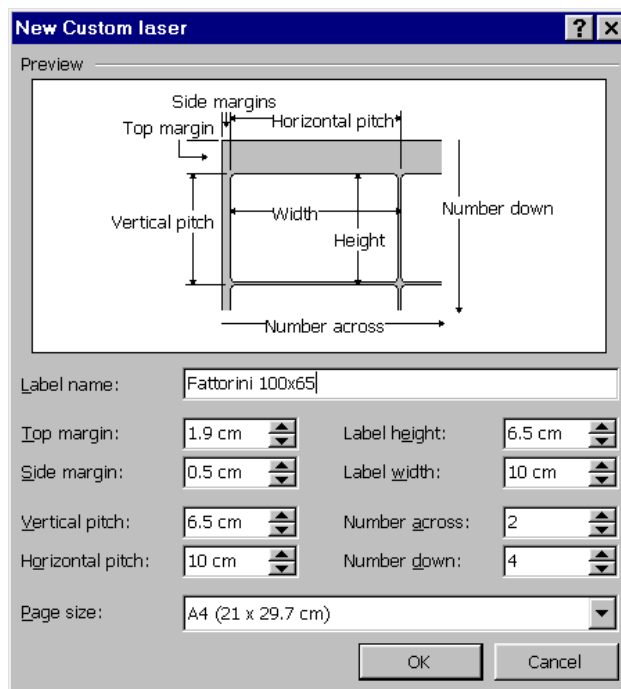 New Custom laser
Preview
Side margins
Top margin
Horizontal pitch
Vertical pitch
Width
Height
Number down
Number across
Label name: Fattorini 100x65
Top margin: 1.9 cm Label height: 6.5 cm
Side margin: 0.5 cm Label width: 10 cm
Vertical pitch: 6.5 cm Number across: 2
Horizontal pitch: 10 cm Number down: 4
Page size: A4 (21 x 29.7 cm)
OK Cancel